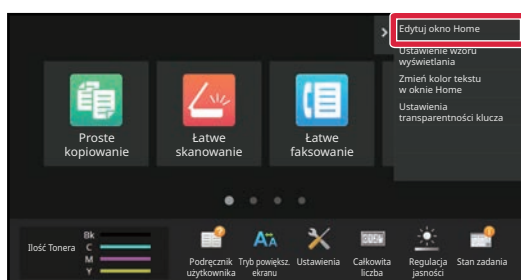 Edytuj okno Home
Ustawienie wzoru
wyświetlania
Zmień kolor tekstu
w oknie Home
Ustawienia
transparentności klucza
Proste
kopiowanie
Łatwe
skanowanie
Łatwe
faksowanie
Ilość Tonera
Bk
C
M
Y
Podręcznik
użytkownika
Tryb powiększ.
ekranu
Ustawienia
Całkowita
liczba
Regulacja
jasności
Stan zadania